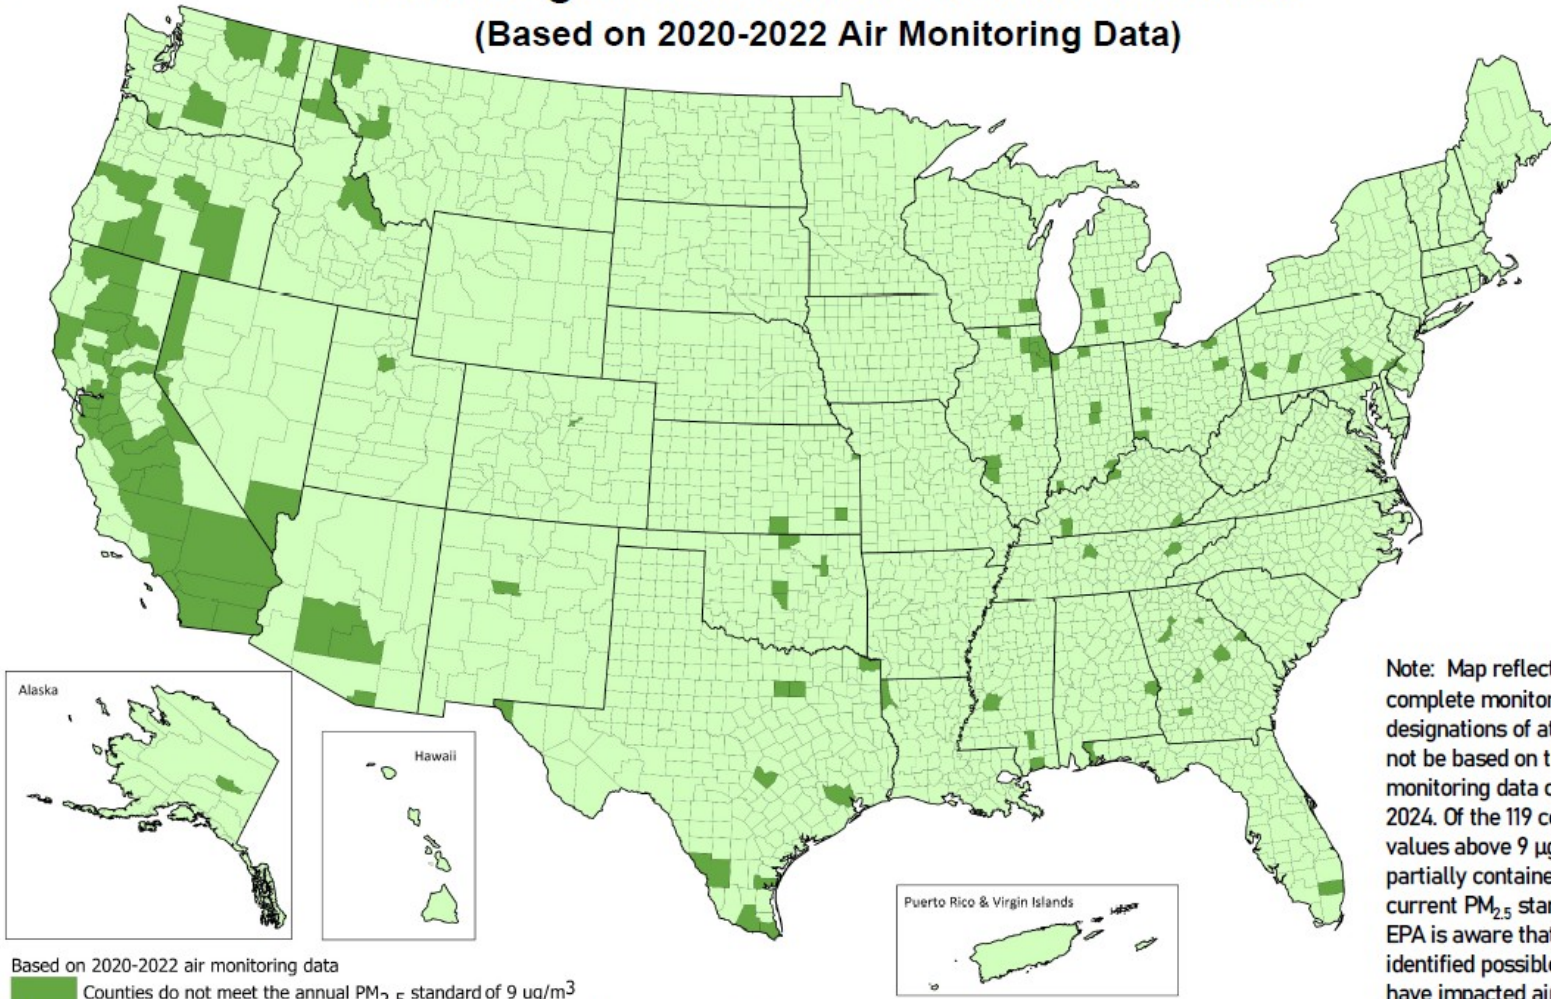 (Based on 2020-2022 Air Monitoring Data)
Alaska
Hawaii
Puerto Rico & Virgin Islands
Note: Map reflect
complete monitor
designations of at
not be based on t
monitoring data c
2024. Of the 119 co
values above 9 µg
partially containe
current PM2.5 stan
EPA is aware that
identified possible
have impacted air
Based on 2020-2022 air monitoring data
Counties do not meet the annual PM2.5 standard of 9 ug/m3